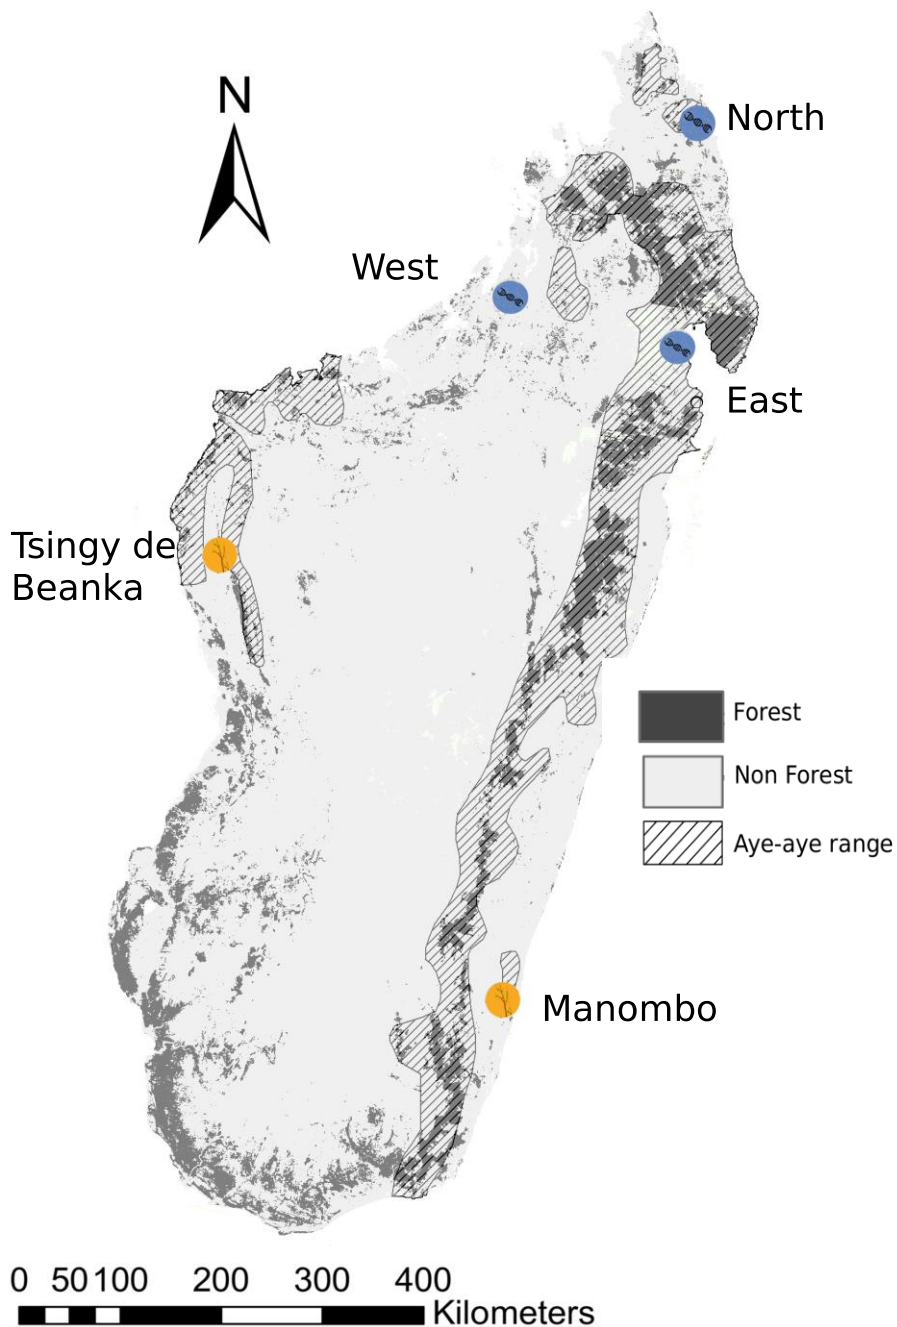 N
North
West
East
Tsingy de
Beanka
Forest
Non Forest
Aye-aye range
Manombo
0 50 100 200 300 400
Kilometers